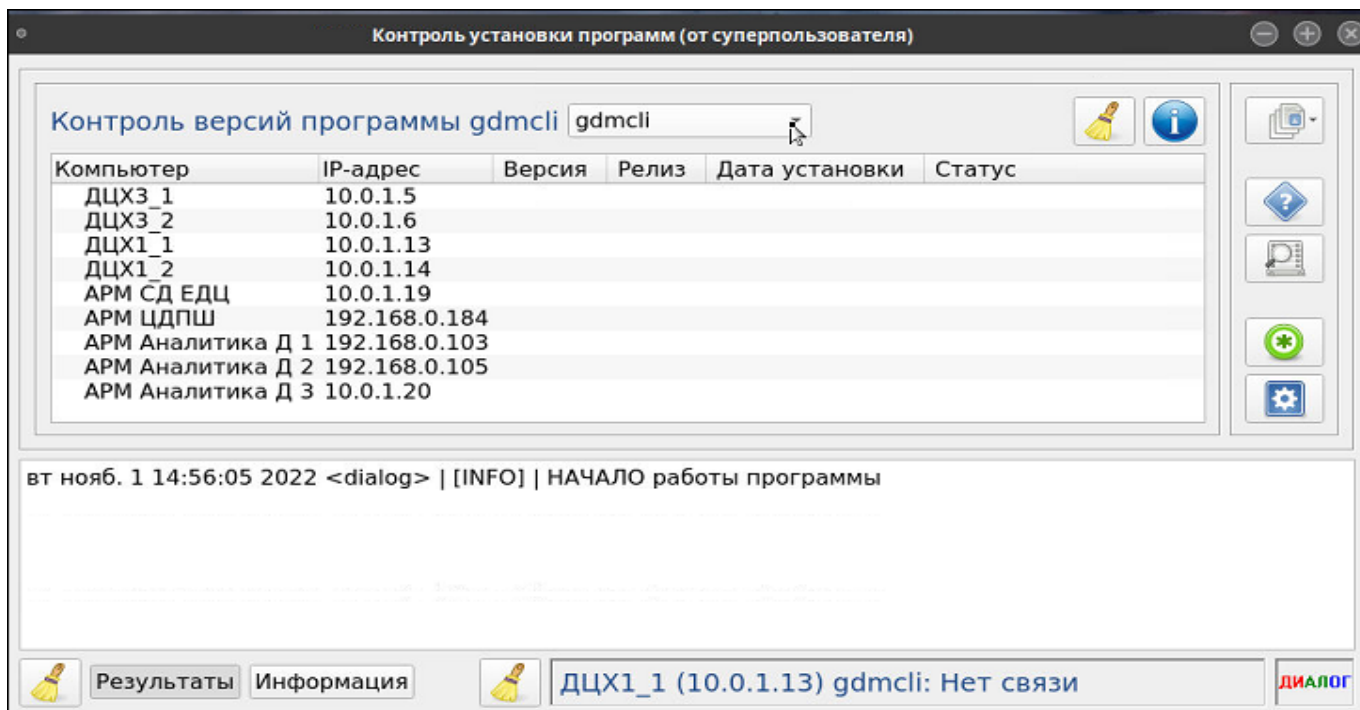 Контроль установки программ (от суперпользователя)
Контроль версий программы gdmcli gdmcli
Компьютер IP-адрес Версия Релиз Дата установки Статус
ДЦХ3_1 10.0.1.5
ДЦХ3_2 10.0.1.6
ДЦХ1_1 10.0.1.13
ДЦХ1_2 10.0.1.14
АРМ СД ЕДЦ 10.0.1.19
АРМ ЦДПШ 192.168.0.184
АРМ Аналитика Д 1 192.168.0.103
АРМ Аналитика Д 2 192.168.0.105
АРМ Аналитика Д 3 10.0.1.20
вт нояб. 1 14:56:05 2022 <dialog> | [INFO] | НАЧАЛО работы программы
Результаты Информация ДЦХ1_1 (10.0.1.13) gdmcli: Нет связи ДИАЛОГ